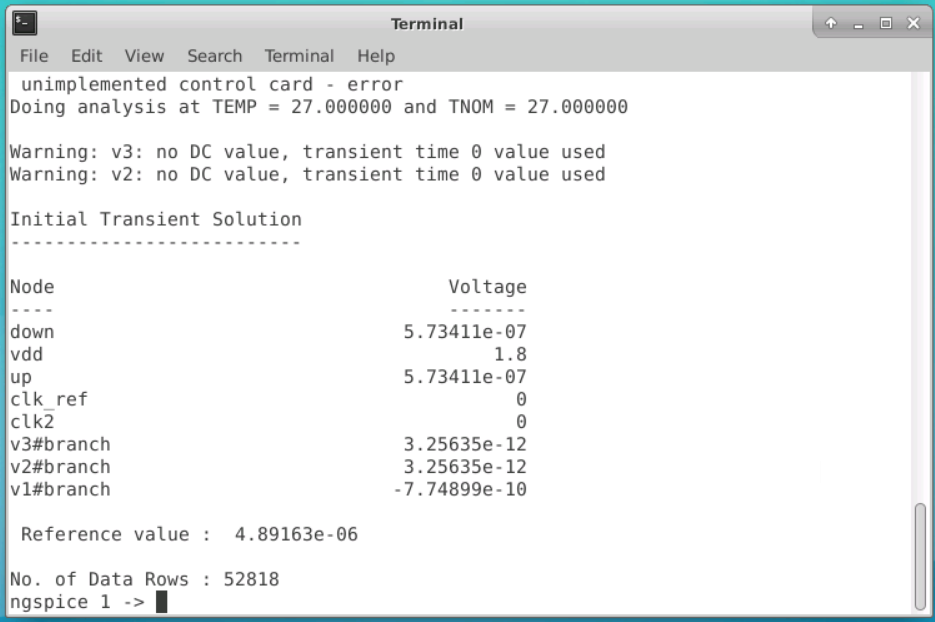 Terminal
File Edit View Search Terminal Help
unimplemented control card - error
Doing analysis at TEMP = 27.000000 and TNOM = 27.000000
Warning: v3: no DC value, transient time 0 value used
Warning: v2: no DC value, transient time 0 value used
Initial Transient Solution
--------------------------
Node Voltage
---- -------
down 5.73411e-07
vdd 1.8
up 5.73411e-07
clk_ref 0
clk2 0
v3#branch 3.25635e-12
v2#branch 3.25635e-12
v1#branch -7.74899e-10
Reference value : 4.89163e-06
No. of Data Rows : 52818
ngspice 1 ->